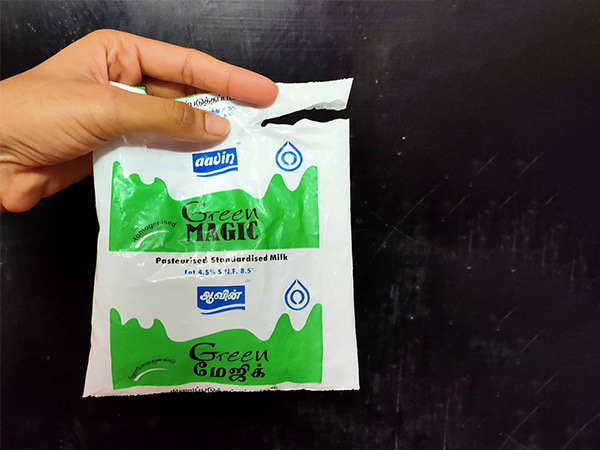 aavin
Homogenised
Green
MAGIC
Pasteurised Standardised Milk
Fat 4.5% S.N.F. 8.5%
ஆவின்
Green
மேஜிக்